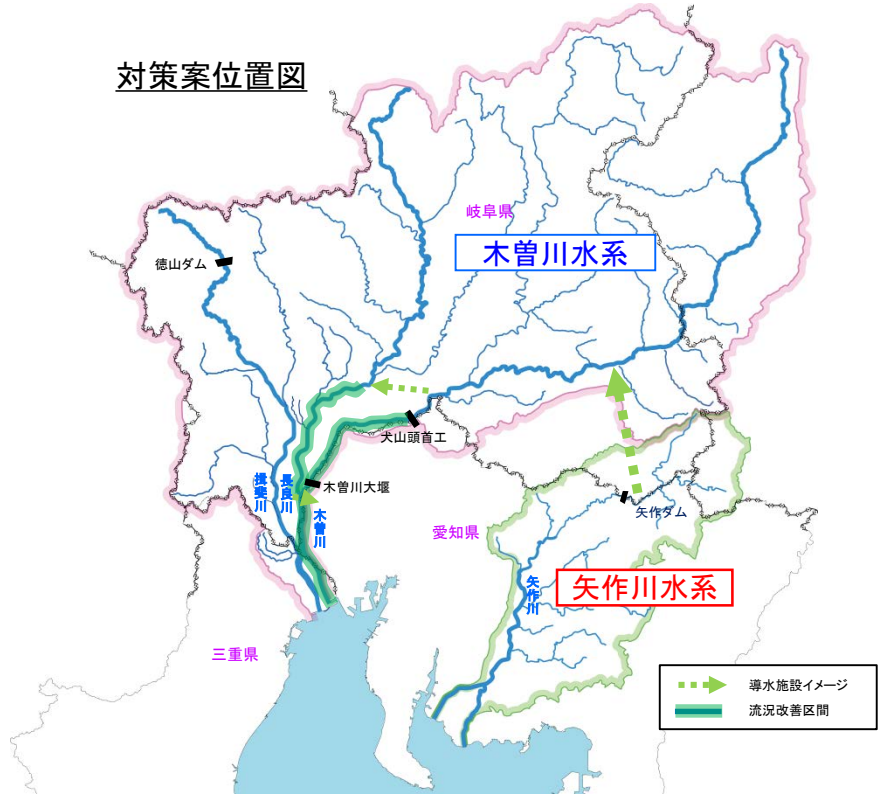 対策案位置図
岐阜県
木曽川水系
徳山ダム
犬山頭首工
木曽川大堰
揖斐川
長良川
木曽川
矢作ダム
愛知県
矢作川
矢作川水系
三重県
導水施設イメージ
流況改善区間